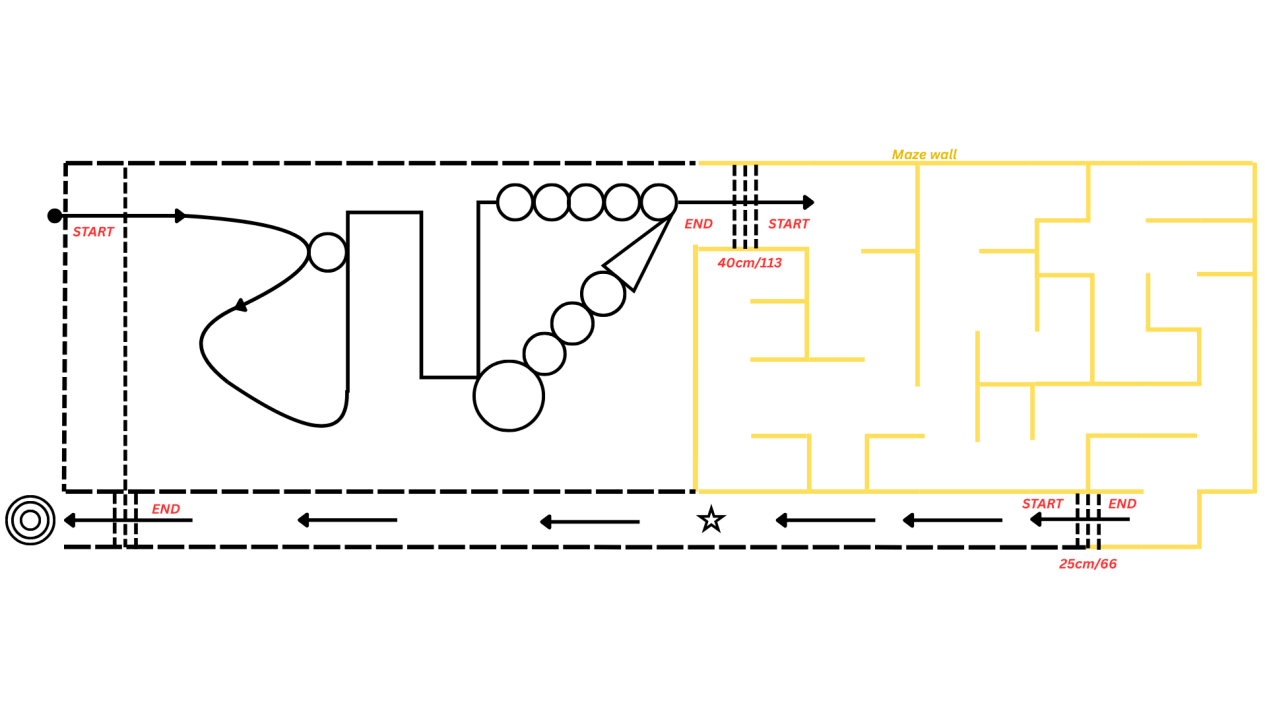 Maze wall
START
END
START
40cm/113
END
START
END
25cm/66